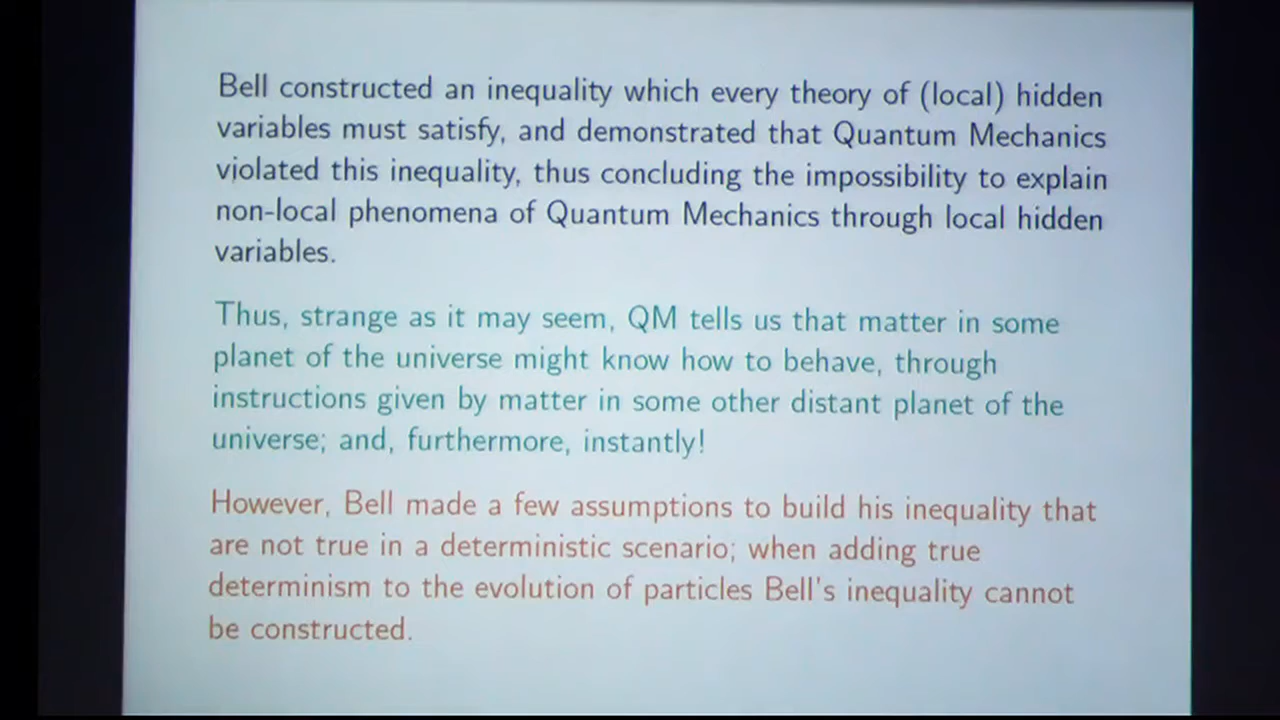 Bell constructed an inequality which every theory of (local) hidden
variables must satisfy, and demonstrated that Quantum Mechanics
violated this inequality, thus concluding the impossibility to explain
non-local phenomena of Quantum Mechanics through local hidden
variables.
Thus, strange as it may seem, QM tells us that matter in some
planet of the universe might know how to behave, through
instructions given by matter in some other distant planet of the
universe; and, furthermore, instantly!
However, Bell made a few assumptions to build his inequality that
are not true in a deterministic scenario; when adding true
determinism to the evolution of particles Bell's inequality cannot
be constructed.